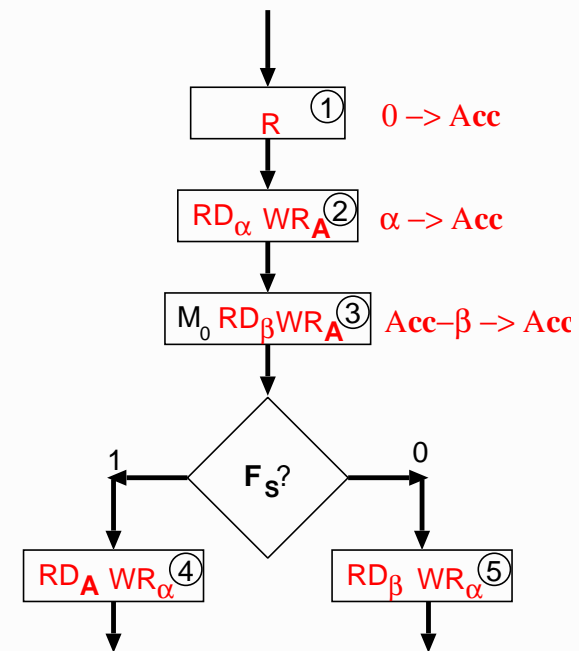 1
R 0 –> Acc
2
RDα WRA α –> Acc
3
M0 RDβWRA Acc–β –> Acc
1 0
FS?
4 5
RDA WRα RDβ WRα